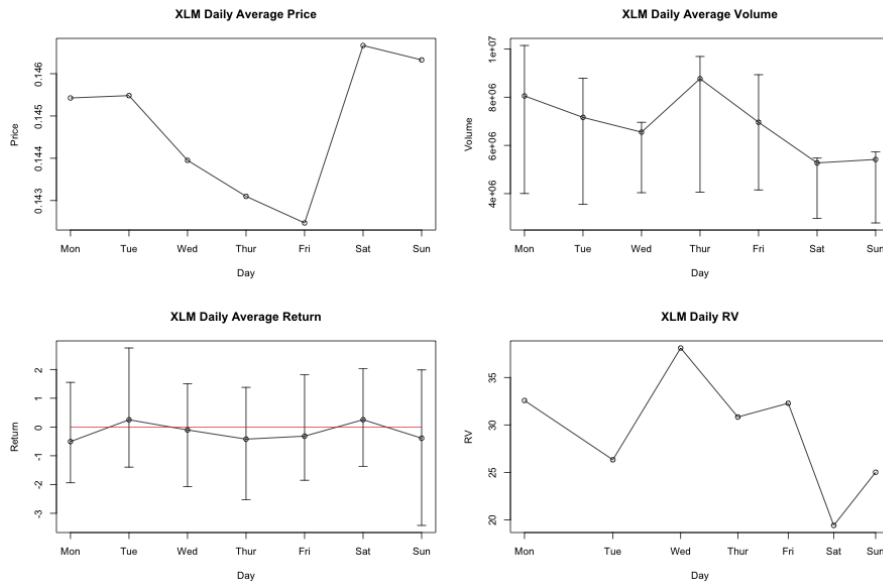 XLM Daily Average Price
Price
0.146
0.145
0.144
0.143
Mon Tue Wed Thur Fri Sat Sun
Day
XLM Daily Average Volume
Volume
1e+07
8e+06
6e+06
4e+06
Mon Tue Wed Thur Fri Sat Sun
Day
XLM Daily Average Return
Return
2
1
0
-1
-2
-3
Mon Tue Wed Thur Fri Sat Sun
Day
XLM Daily RV
RV
35
30
25
20
Mon Tue Wed Thur Fri Sat Sun
Day